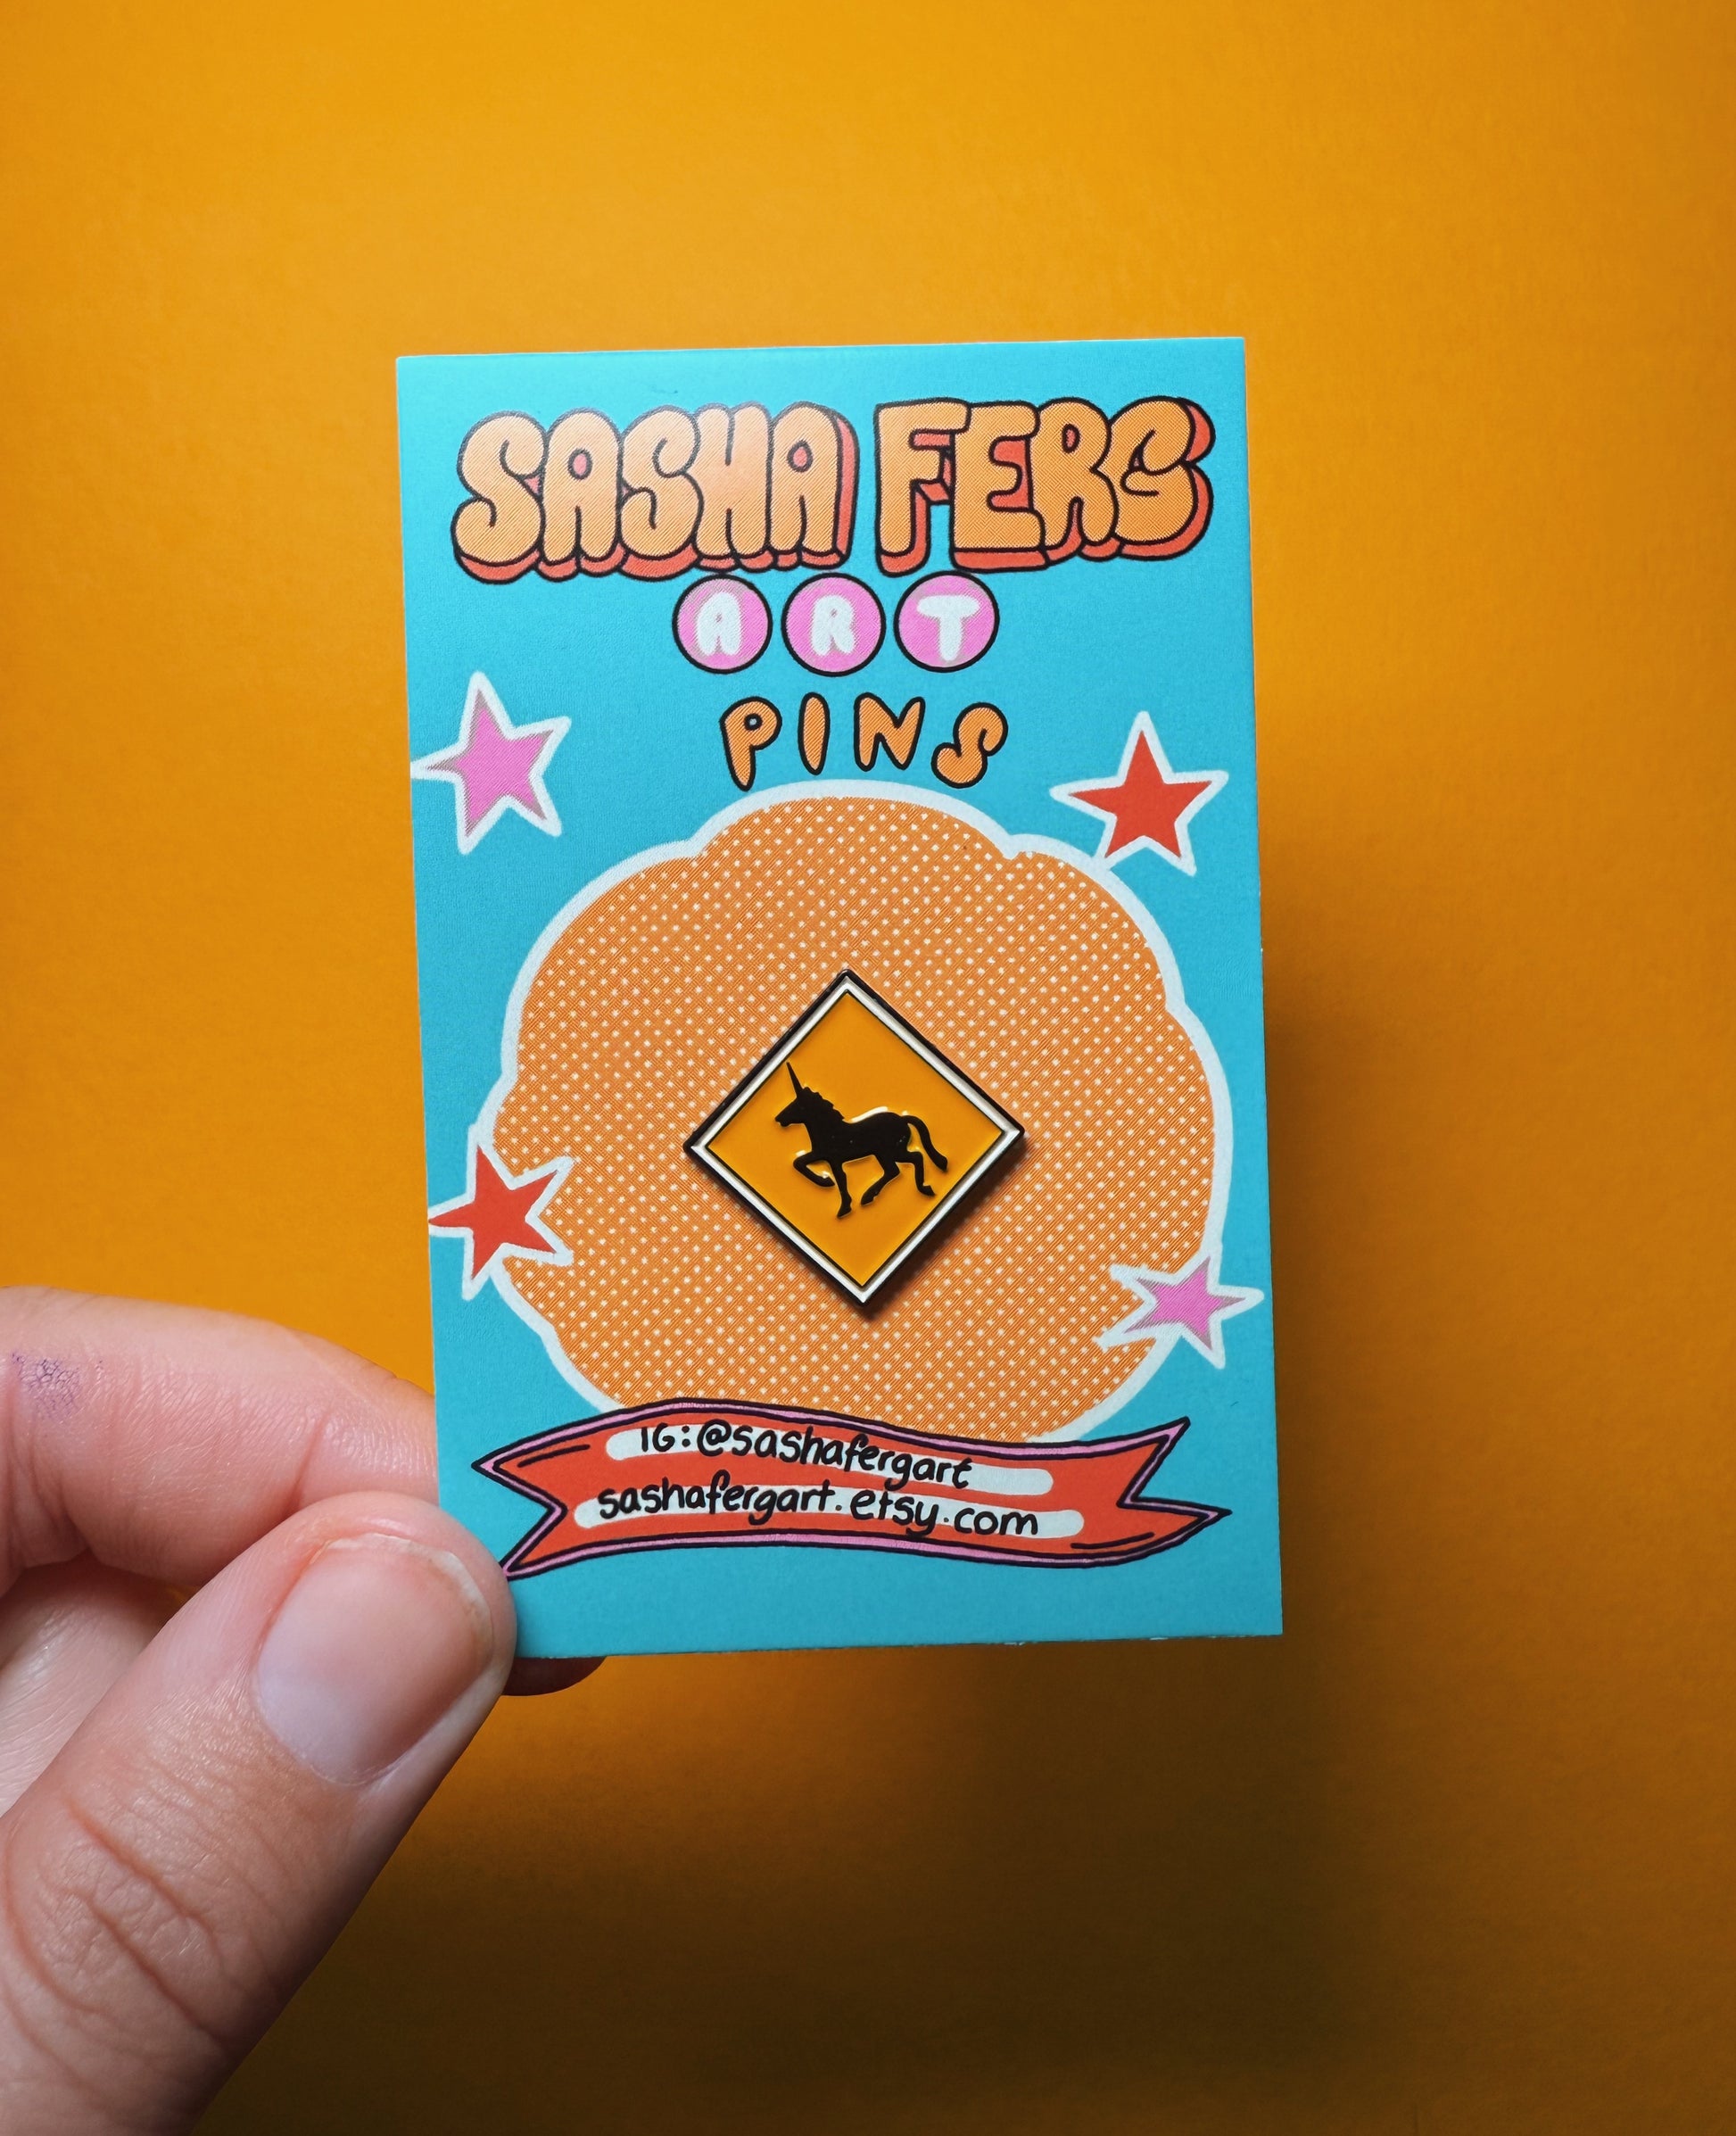 SASHA FERG
ART
PINS
IG:@sashafergart
sashafergart.etsy.com